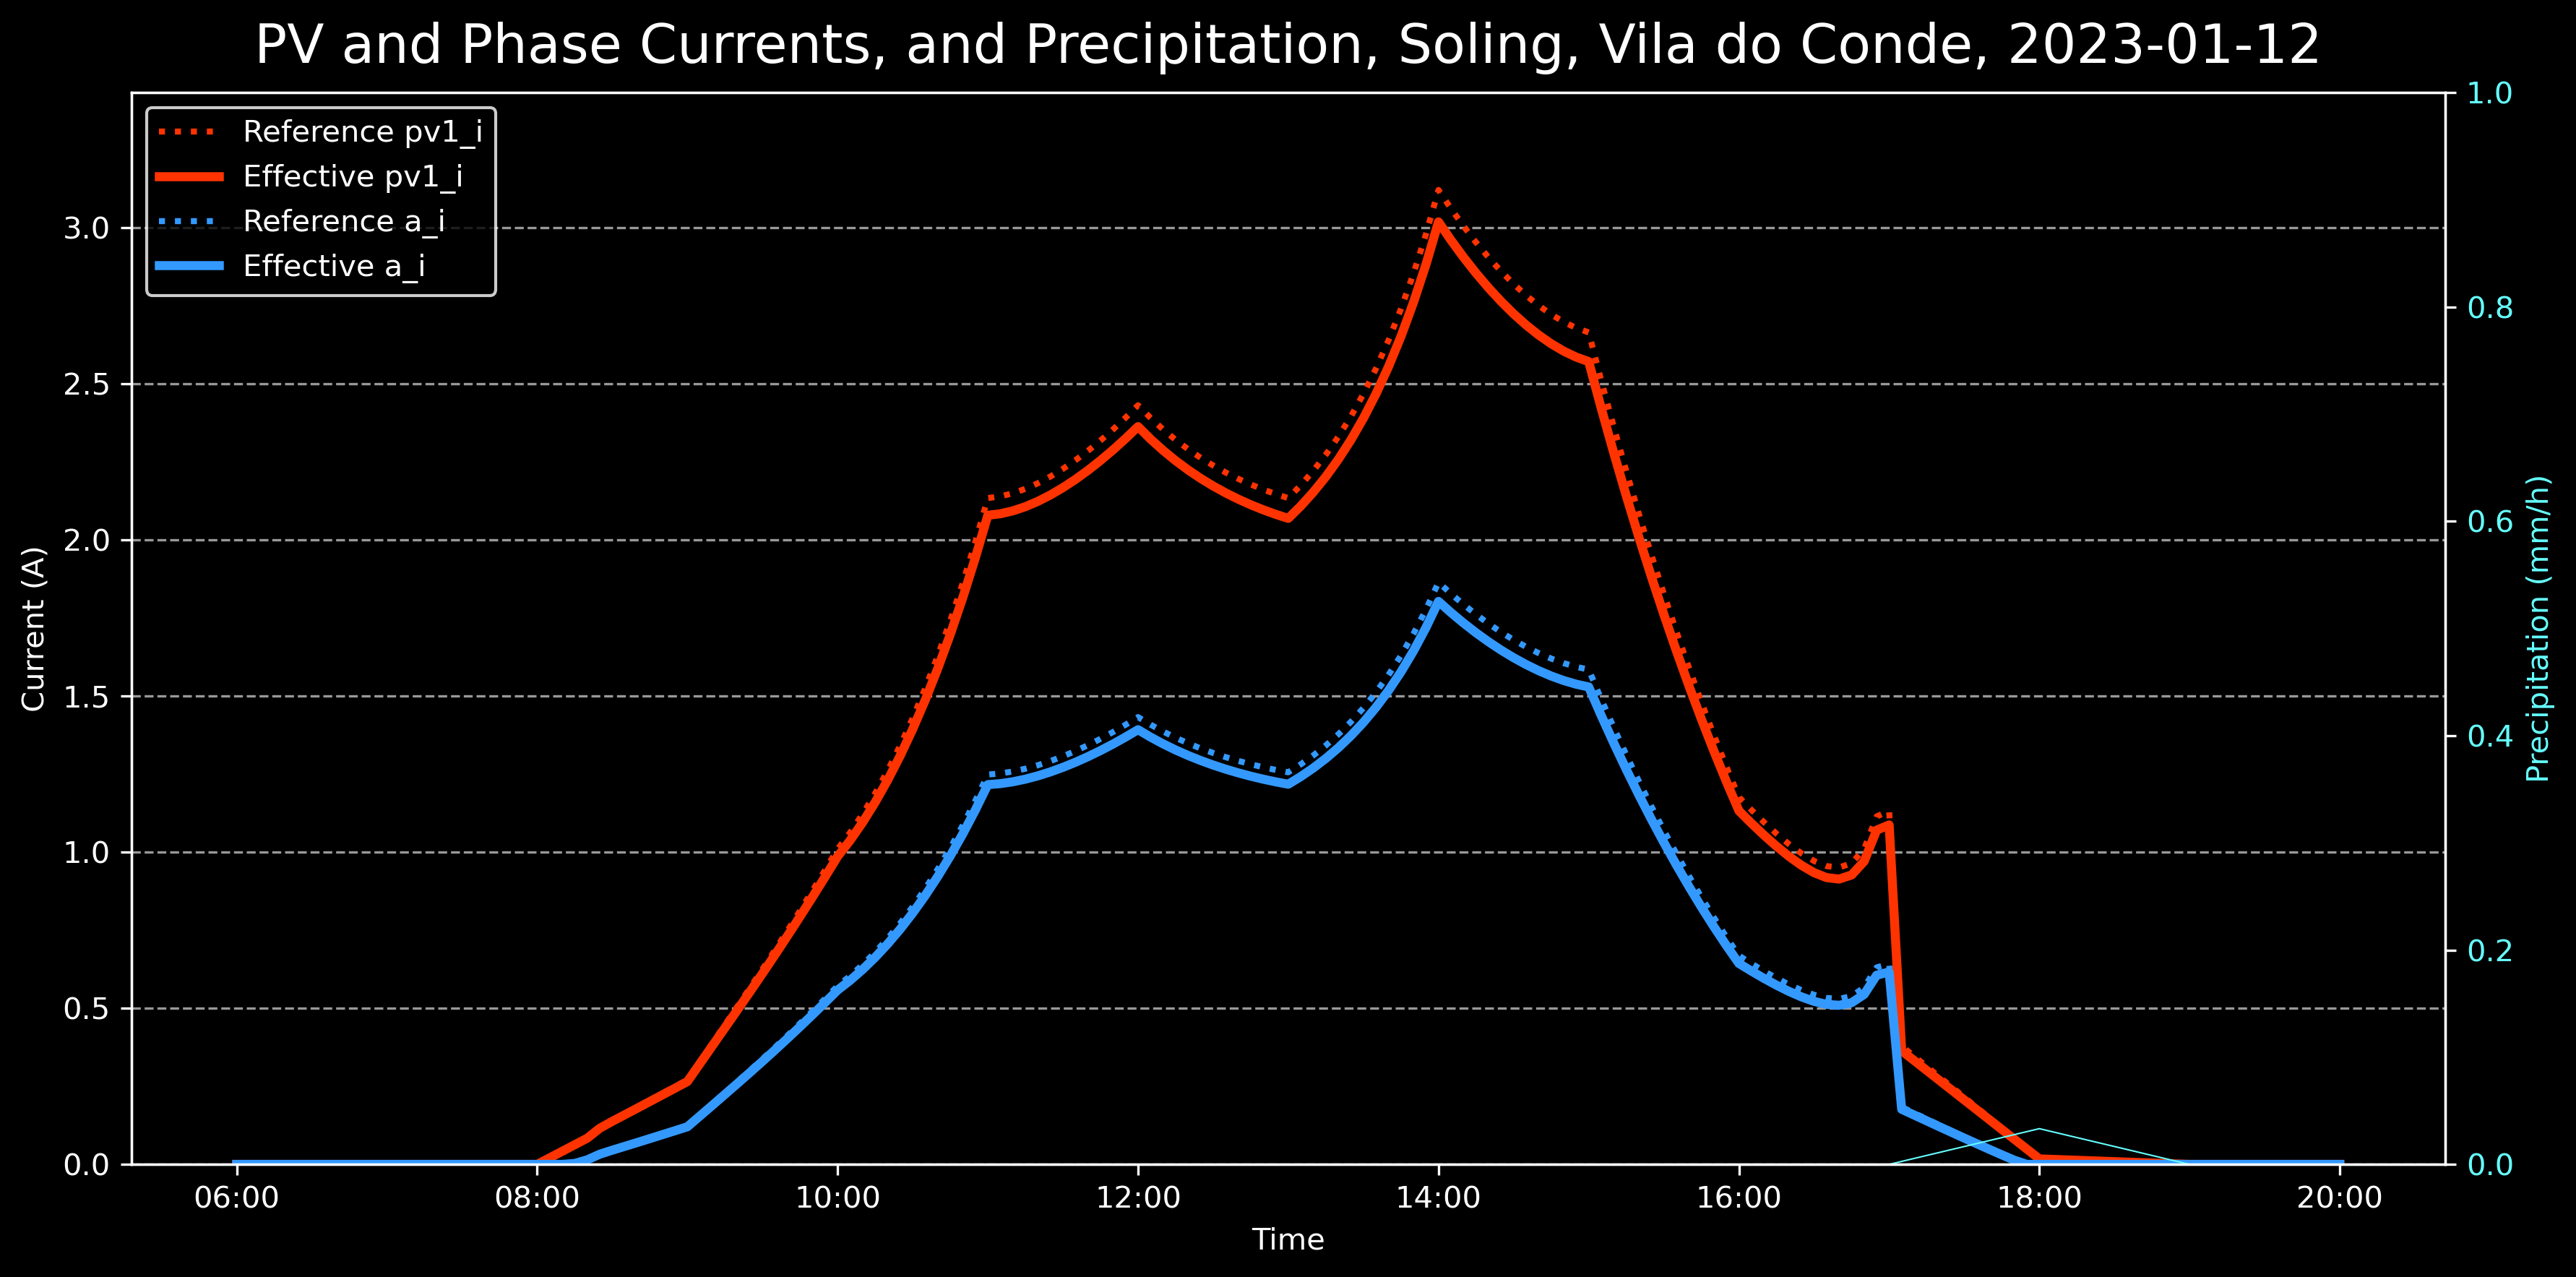 PV and Phase Currents, and Precipitation, Soling, Vila do Conde, 2023-01-12
Reference pv1_i
Effective pv1_i
Reference a_i
Effective a_i
Current (A)
3.0
2.5
2.0
1.5
1.0
0.5
0.0
1.0
0.8
0.6
0.4
0.2
0.0
Precipitation (mm/h)
06:00 08:00 10:00 12:00 14:00 16:00 18:00 20:00
Time